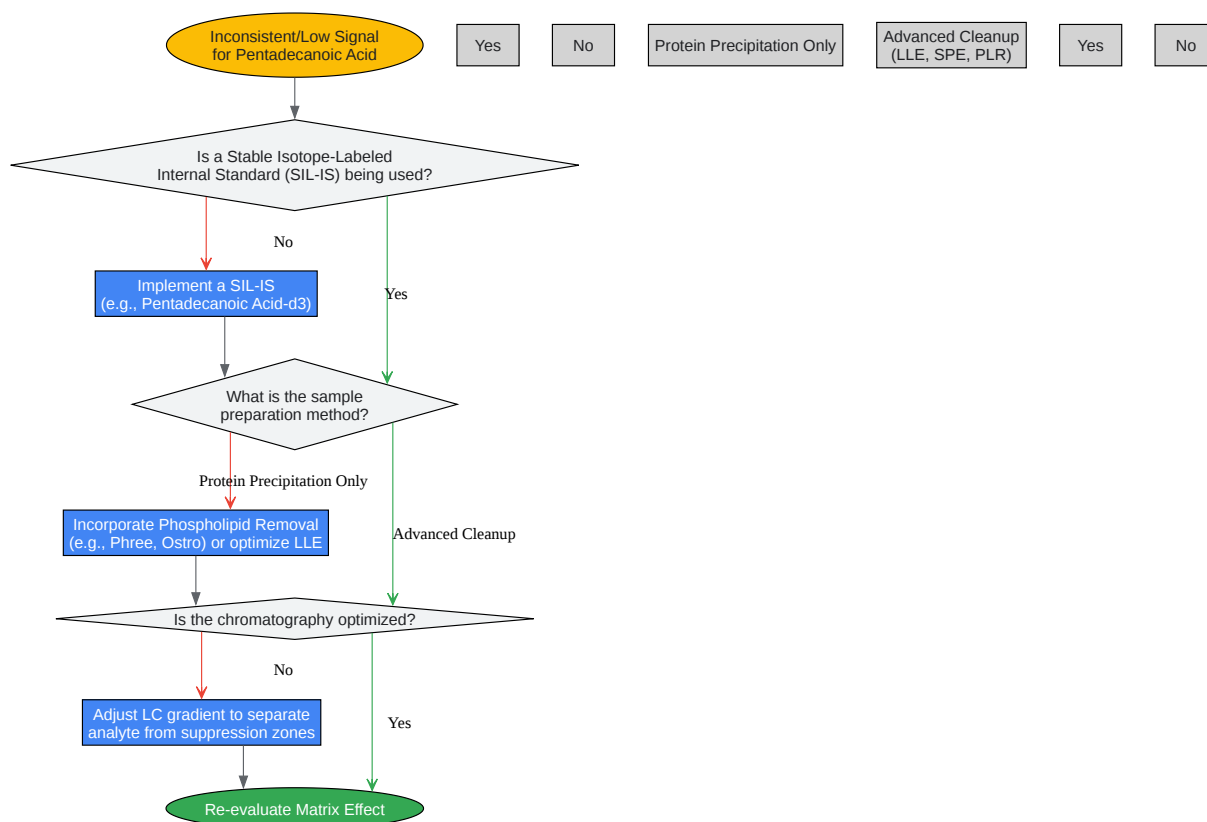 Inconsistent/Low Signal
for Pentadecanoic Acid
Yes
No
Protein Precipitation Only
Advanced Cleanup
(LLE, SPE, PLR)
Yes
No
Is a Stable Isotope-Labeled
Internal Standard (SIL-IS) being used?
No
Implement a SIL-IS
(e.g., Pentadecanoic Acid-d3)
Yes
What is the sample
preparation method?
Protein Precipitation Only
Incorporate Phospholipid Removal
(e.g., Phree, Ostro) or optimize LLE
Advanced Cleanup
Is the chromatography optimized?
No
Adjust LC gradient to separate
analyte from suppression zones
Yes
Re-evaluate Matrix Effect